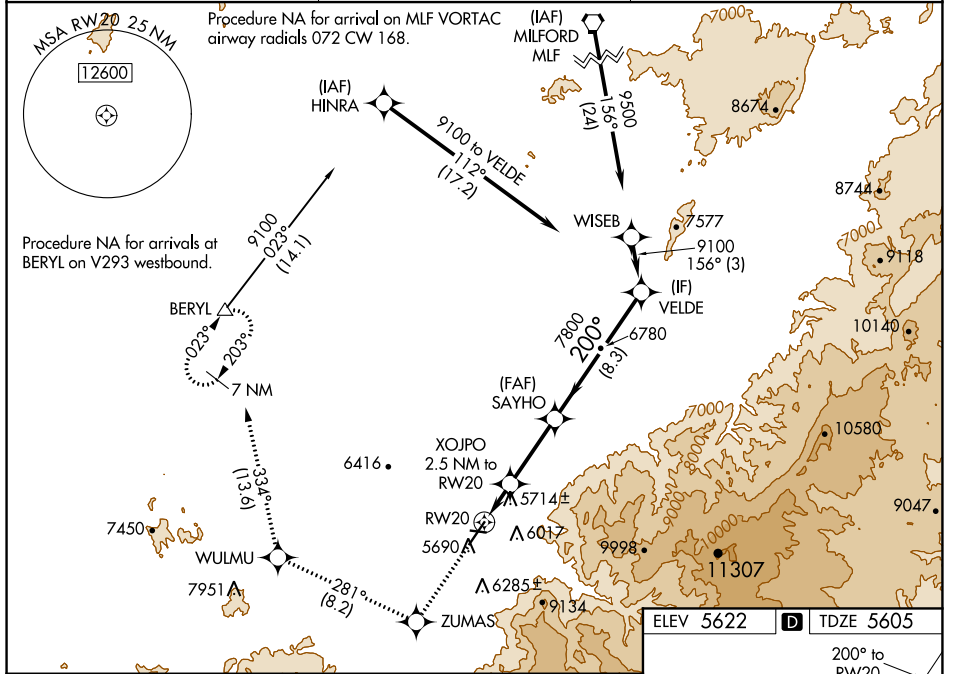 MSA RW20 25 NM
12600
Procedure NA for arrival on MLF VORTAC
airway radials 072 CW 168.
(IAF)
MILFORD
MLF
7000
(IAF)
HINRA
9500
156°
(24)
8674
9100 to VELDE
112°
(17.2)
8744
7000
WISEB
7577
9100
156° (3)
9118
Procedure NA for arrivals at
BERYL on V293 westbound.
9100
023°
(14.1)
(IF)
VELDE
BERYL
10140
023°
203°
7 NM
7800
200°
(8.3)
6780
(FAF)
SAYHO
7000
10580
XOJPO
2.5 NM to
RW20
6416
9000
334°
(13.6)
5714±
9047
7450
RW20
6017
10000
5690
9998
11307
WULMU
7951
281°
(8.2)
6285±
9134
ZUMAS
ELEV 5622
D
TDZE 5605
200° to
RW20